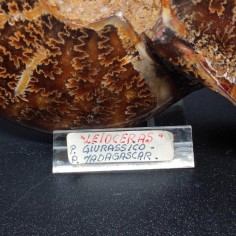 "LEIOCERAS"
P. GIURASSICO -
P. MADAGASCAR. -